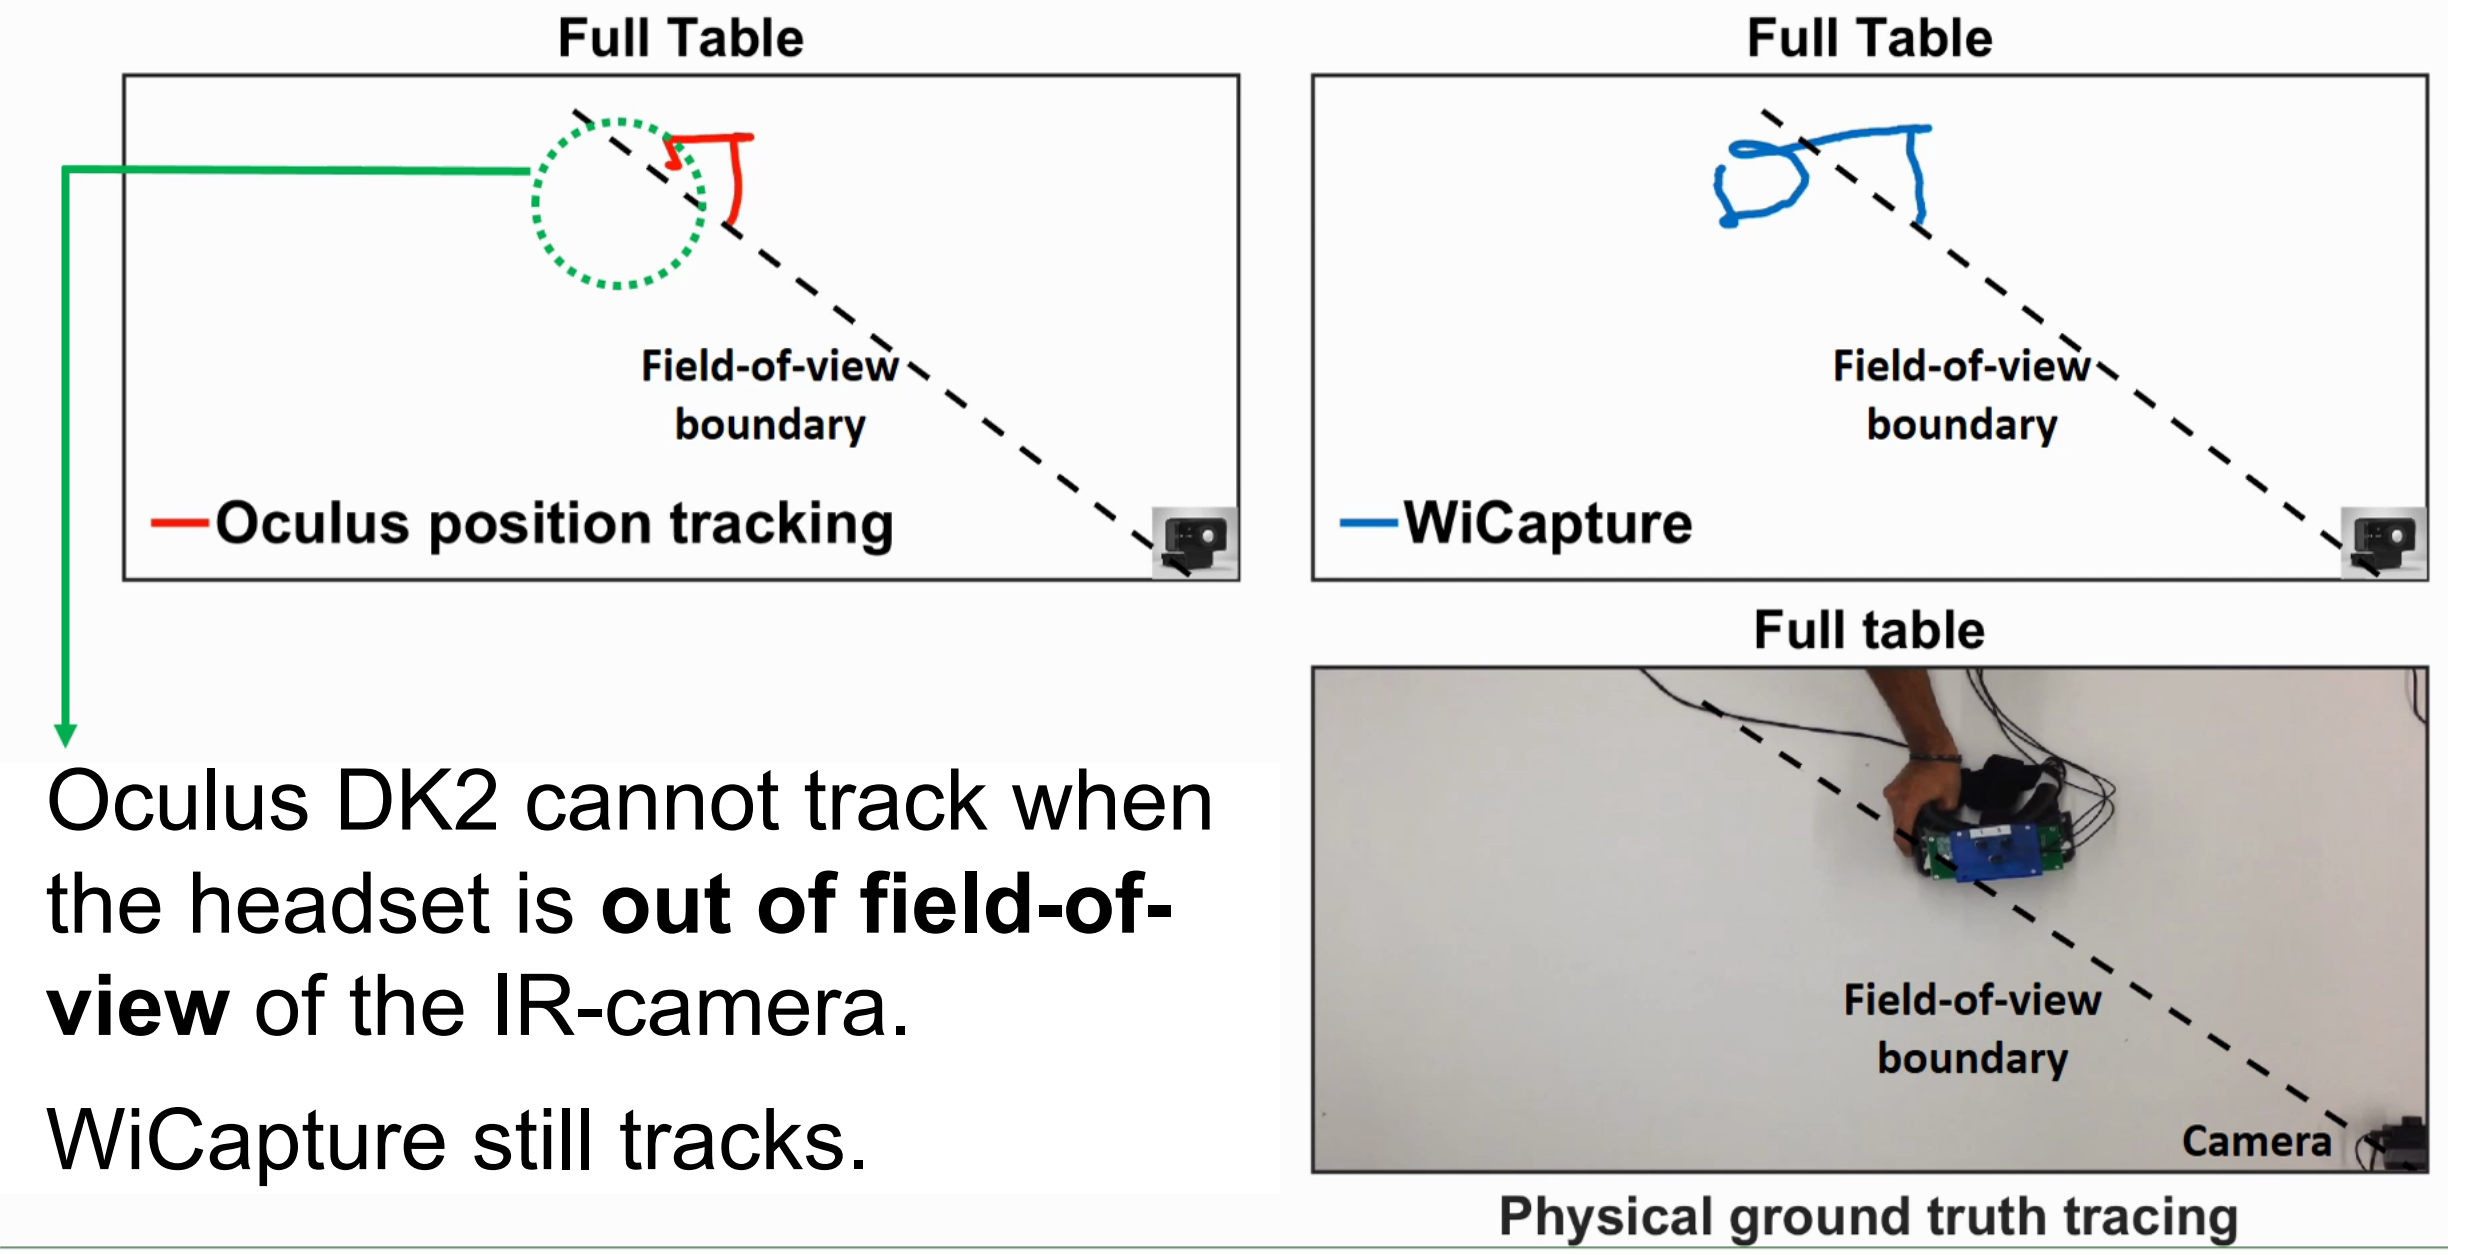 Full Table
Field-of-view
boundary
Oculus position tracking
Full Table
Field-of-view
boundary
WiCapture
Oculus DK2 cannot track when
the headset is out of field-of-
view of the IR-camera.
WiCapture still tracks.
Full table
Field-of-view
boundary
Camera
Physical ground truth tracing